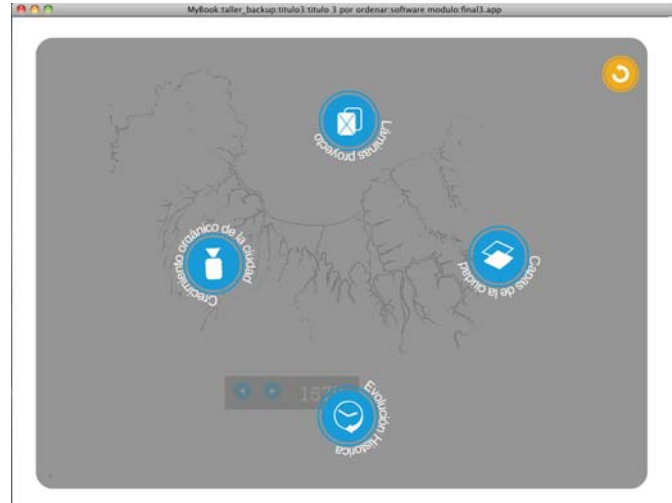 MyBook:taller_backup:titulo3:titulo 3 por ordenar:software modulo:final3.app
Láminas proyecto
Crecimiento orgánico de la ciudad
Capas de la ciudad
Evolución Historica